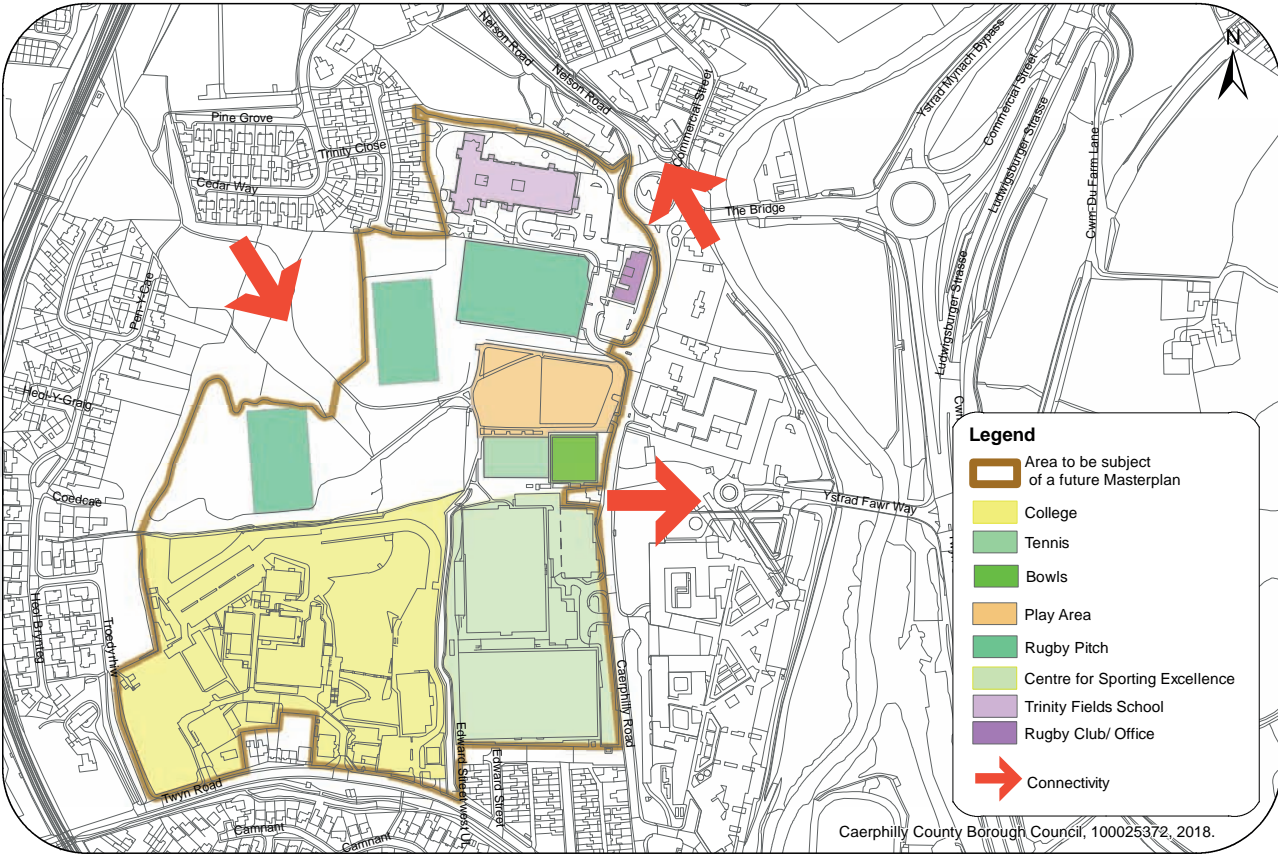 Nelson Road
Nelson Road
Commercial Street
Ystrad Mynach Bypass
Commercial Street
N
Pine Grove
Trinity Close
Cedar Way
The Bridge
Ludwigsburger Strasse
Cwm-Du Farm Lane
Pen-Y-Cae
Ludwigsburger Strasse
Heol-Y-Graig
Coedcae
Ystrad Fawr Way
Heol Brynteg
Troedyrhiw
Caerphilly Road
Edward Street
Twyn Road
Camnant
Camnant
Legend
Area to be subject
of a future Masterplan
College
Tennis
Bowls
Play Area
Rugby Pitch
Centre for Sporting Excellence
Trinity Fields School
Rugby Club/ Office
Connectivity
Caerphilly County Borough Council, 100025372, 2018.